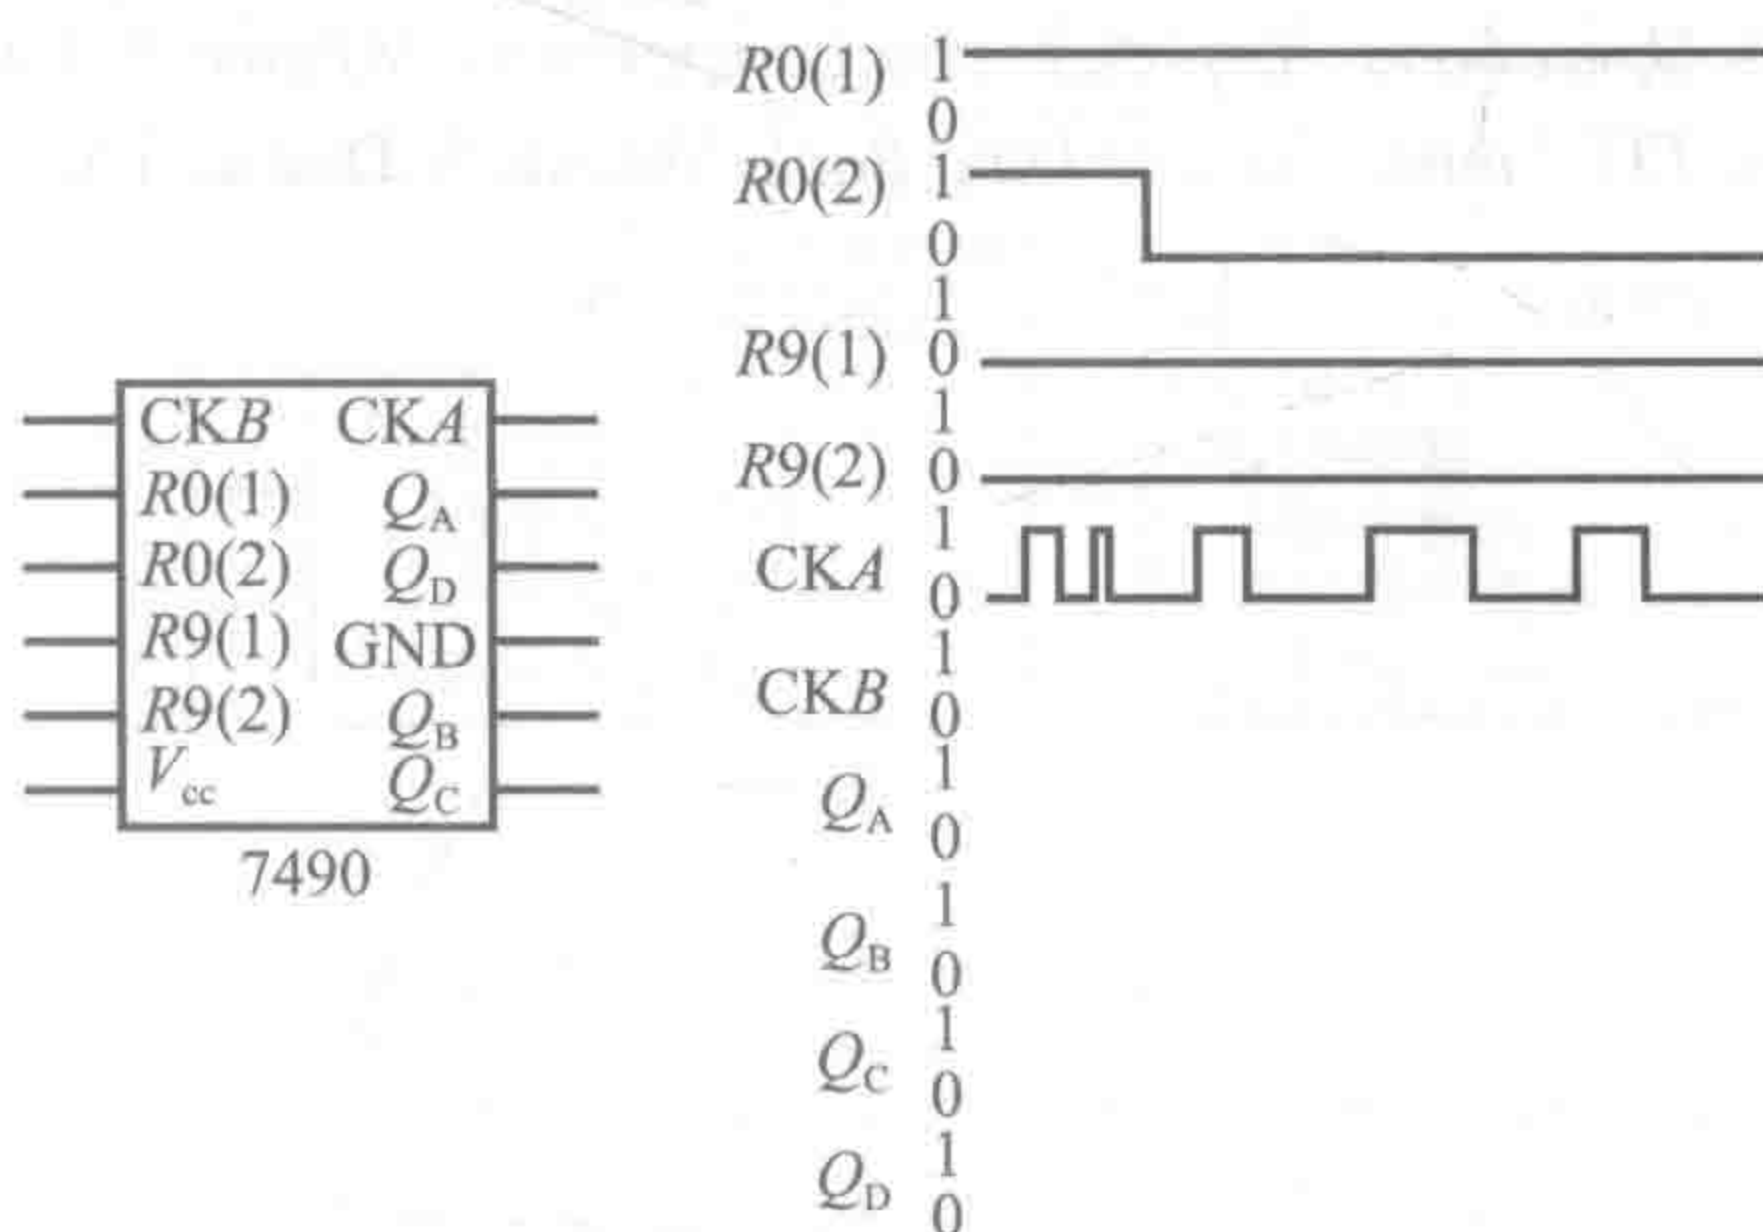 CKB CKA
R0(1) QA
R0(2) QD
R9(1) GND
R9(2) QB
Vcc QC
7490
R0(1) 1
0
R0(2) 1
0
1
R9(1) 0
1
R9(2) 0
1
CKA
0
1
CKB
0
1
QA
0
1
QB
0
1
QC
0
1
QD
0